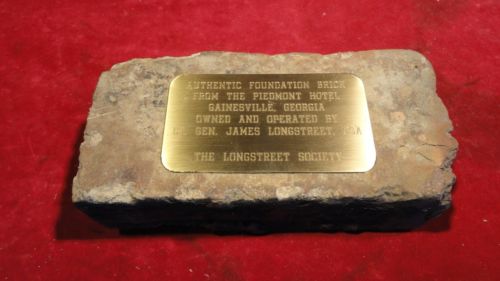 AUTHENTIC FOUNDATION BRICK
FROM THE PIEDMONT HOTEL
GAINESVILLE, GEORGIA
OWNED AND OPERATED BY
LT. GEN. JAMES LONGSTREET, CSA
THE LONGSTREET SOCIETY